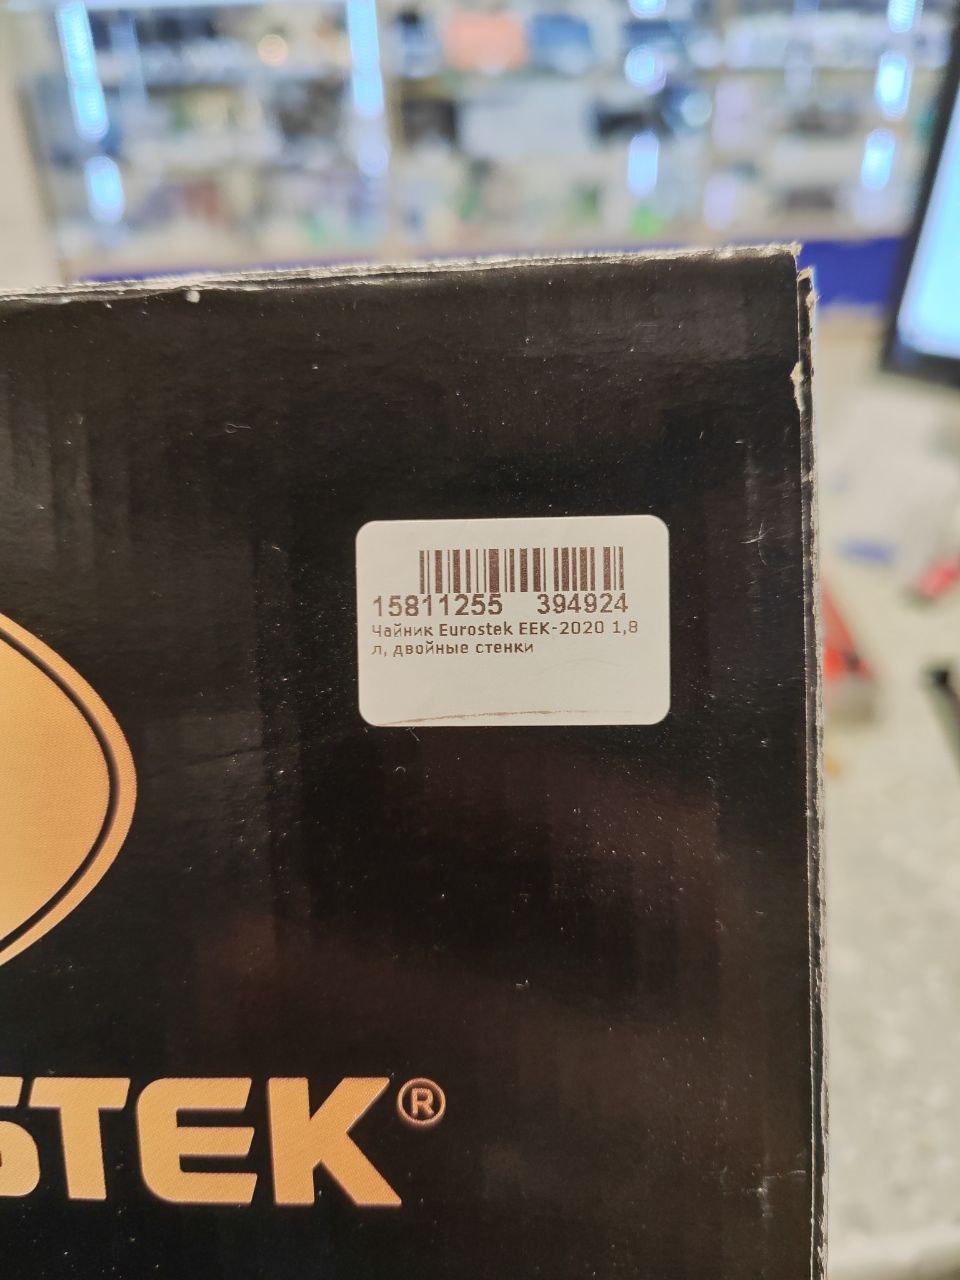 15811255 394924
Чайник Eurostek EEK-2020 1,8
л, двойные стенки
STEK®